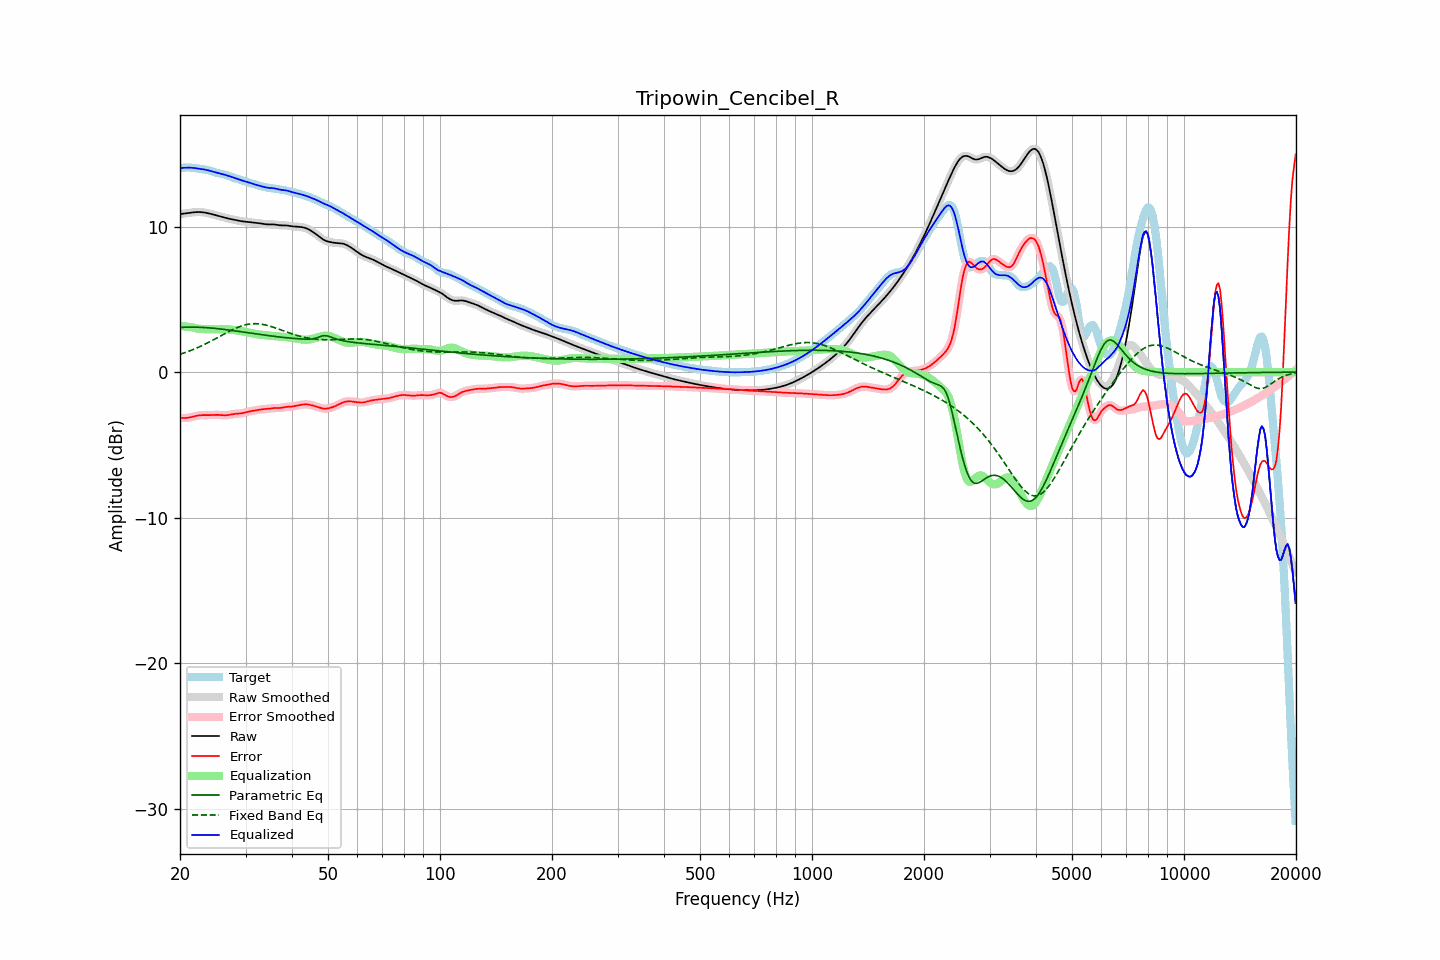 Tripowin_Cencibel_R
Amplitude (dBr)
10
0
−10
−20
−30
Target
Raw Smoothed
Error Smoothed
Raw
Error
Equalization
Parametric Eq
Fixed Band Eq
Equalized
20 50 100 200 500 1000 2000 5000 10000 20000
Frequency (Hz)